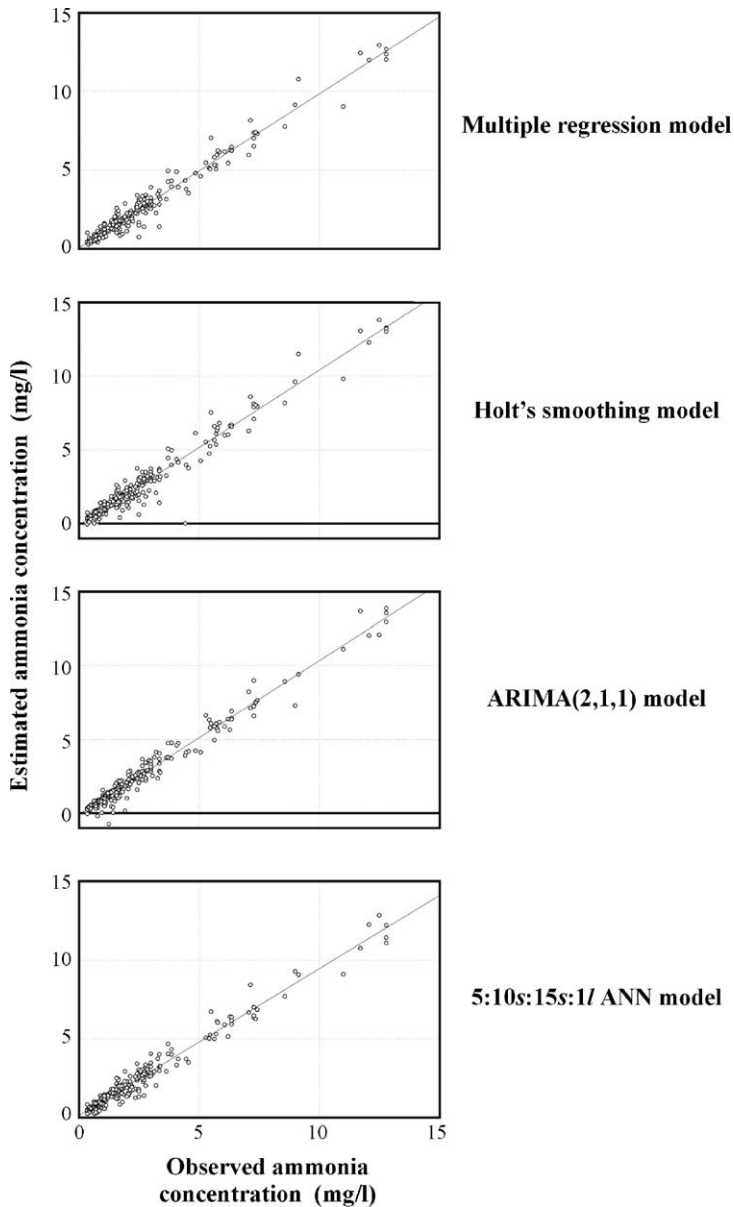 15
10
5
0
Multiple regression model
15
10
5
0
Holt's smoothing model
15
10
5
0
ARIMA(2,1,1) model
15
10
5
0
5:10s:15s:1l ANN model
0 5 10 15
Estimated ammonia concentration (mg/l)
Observed ammonia
concentration (mg/l)